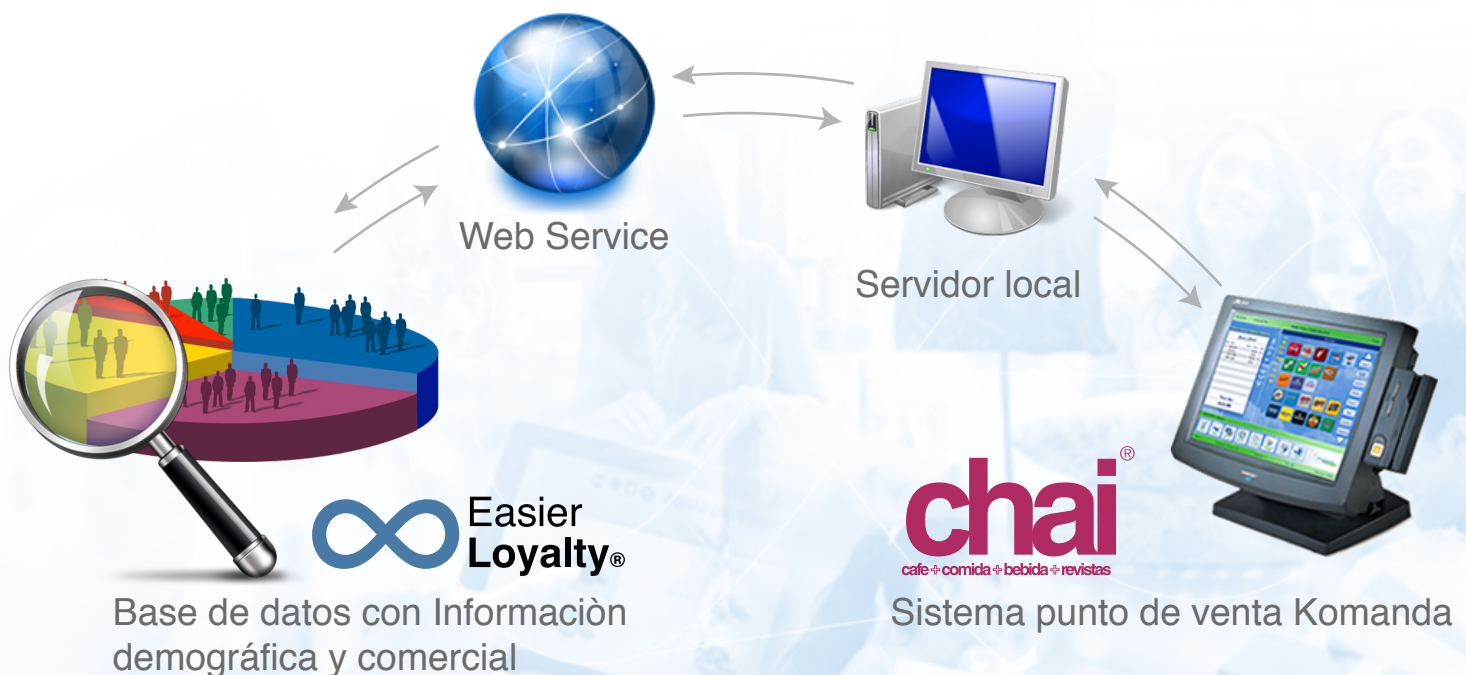 Web Service
Servidor local
Easier
Loyalty®
chai®
cafe+comida+bebida+revistas
Base de datos con Informaciòn
demográfica y comercial
Sistema punto de venta Komanda